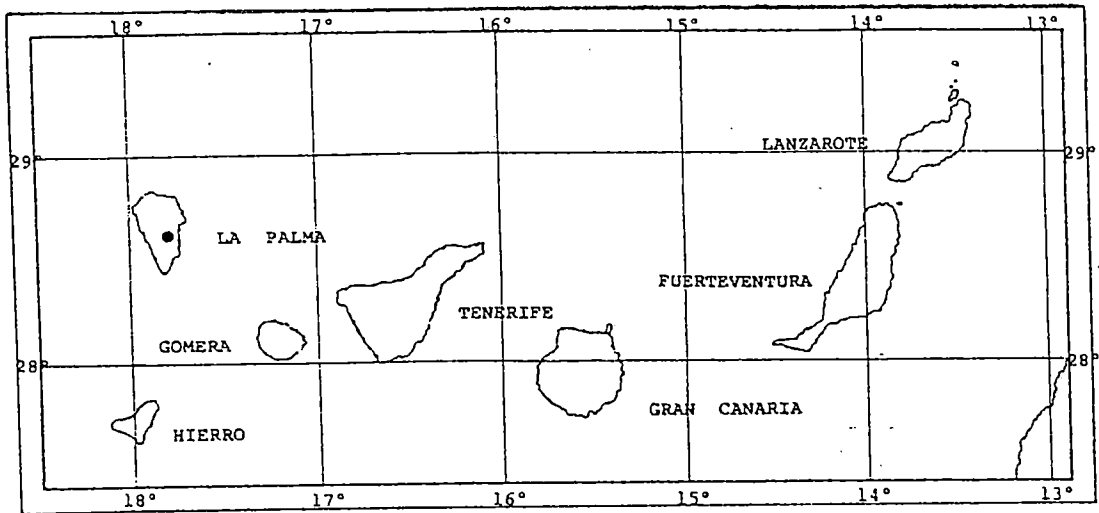 18° 17° 16° 15° 14° 13°
LANZAROTE
29° 29°
LA PALMA
FUERTEVENTURA
TENERIFE
GOMERA
28° 28°
GRAN CANARIA
HIERRO
18° 17° 16° 15° 14° 13°